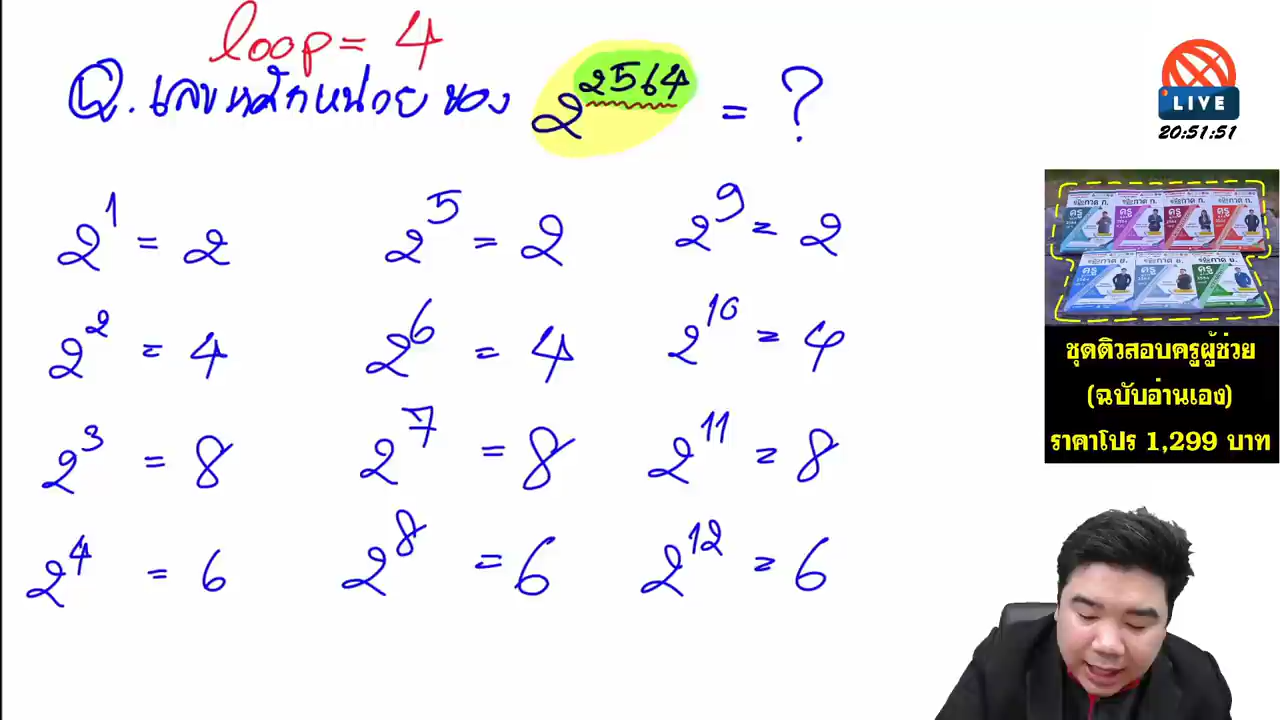 loop = 4
Q. เลขหลักหน่วย ของ 2^2564 = ?
2^1 = 2 2^5 = 2 2^9 = 2
2^2 = 4 2^6 = 4 2^10 = 4
2^3 = 8 2^7 = 8 2^11 = 8
2^4 = 6 2^8 = 6 2^12 = 6
LIVE
20:51:51
ชุดติวสอบครูผู้ช่วย
(ฉบับอ่านเอง)
ราคาโปร 1,299 บาท